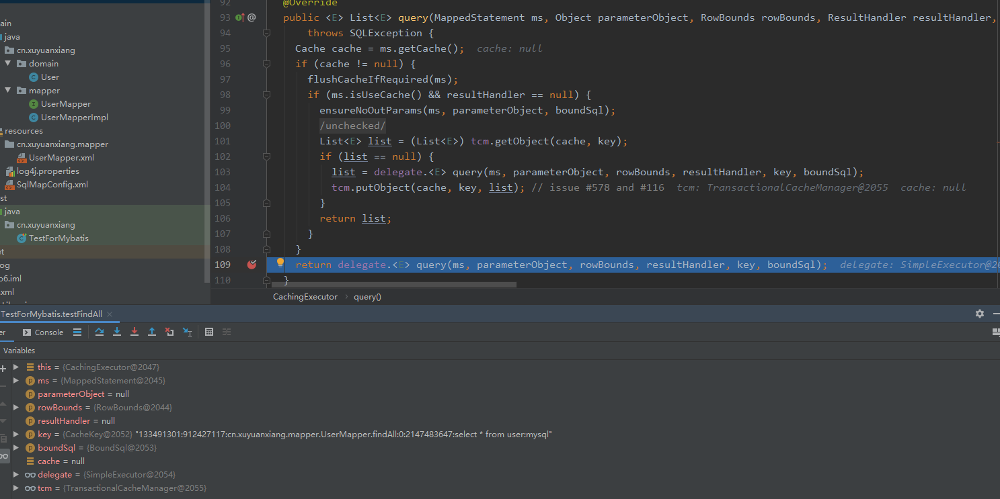 ain
java
cn.xuyuanxiang
domain
User
mapper
UserMapper
UserMapperImpl
resources
cn.xuyuanxiang.mapper
UserMapper.xml
log4j.properties
SqlMapConfig.xml
st
java
cn.xuyuanxiang
TestForMybatis
et
og
o6.iml
.xml
92 @Override
93 @ public <E> List<E> query(MappedStatement ms, Object parameterObject, RowBounds rowBounds, ResultHandler resultHandler,
94 throws SQLException {
95 Cache cache = ms.getCache(); cache: null
96 if (cache != null) {
97 flushCacheIfRequired(ms);
98 if (ms.isUseCache() && resultHandler == null) {
99 ensureNoOutParams(ms, parameterObject, boundSql);
100 /unchecked/
101 List<E> list = (List<E>) tcm.getObject(cache, key);
102 if (list == null) {
103 list = delegate.<E> query(ms, parameterObject, rowBounds, resultHandler, key, boundSql);
104 tcm.putObject(cache, key, list); // issue #578 and #116 tcm: TransactionalCacheManager@2055 cache: null
105 }
106 return list;
107 }
108 }
109 return delegate.<E> query(ms, parameterObject, rowBounds, resultHandler, key, boundSql); delegate: SimpleExecutor@20
110 }
CachingExecutor › query()
TestForMybatis.testFindAll ×
er Console
Variables
this = {CachingExecutor@2047}
ms = {MappedStatement@2045}
parameterObject = null
rowBounds = {RowBounds@2044}
resultHandler = null
key = {CacheKey@2052} "133491301:912427117:cn.xuyuanxiang.mapper.UserMapper.findAll:0:2147483647:select * from user:mysql"
boundSql = {BoundSql@2053}
cache = null
delegate = {SimpleExecutor@2054}
tcm = {TransactionalCacheManager@2055}